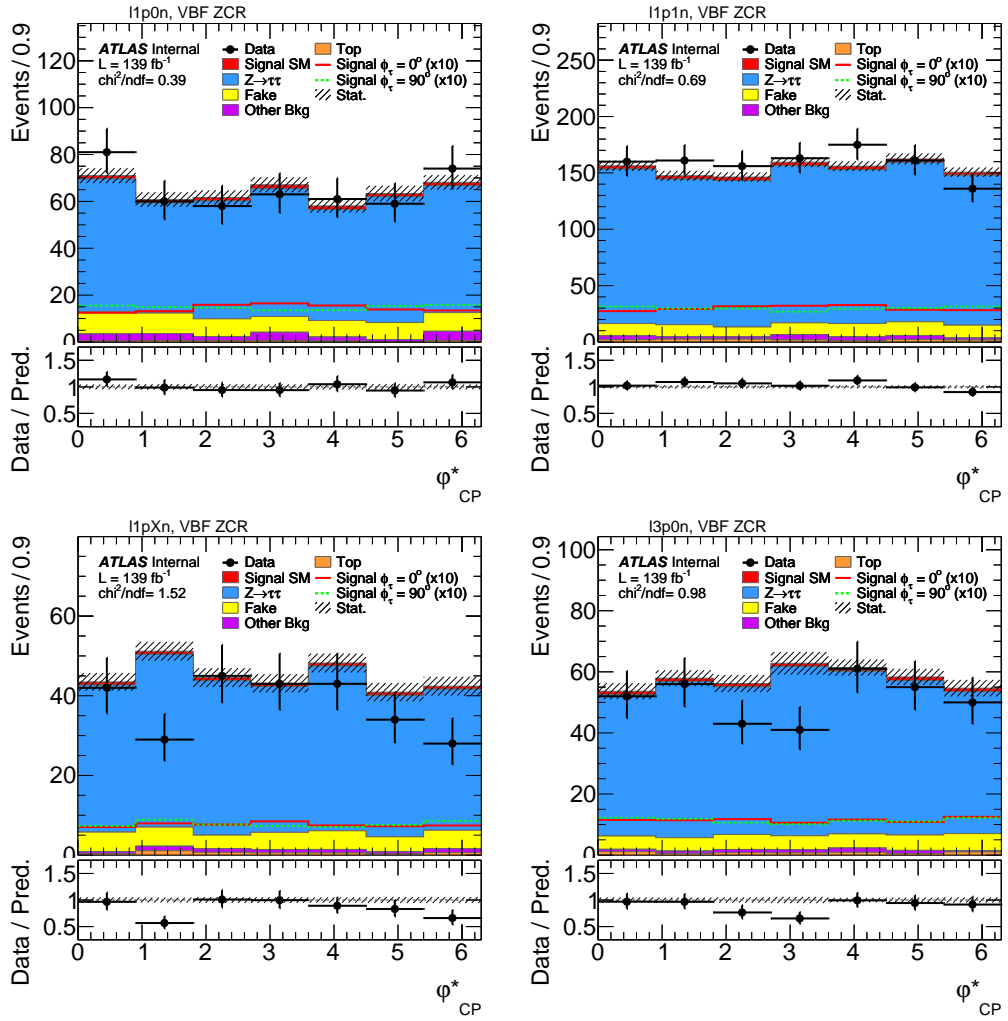 l1p0n, VBF ZCR
Events / 0.9
120
100
80
60
40
20
0
ATLAS Internal
L = 139 fb⁻¹
chi²/ndf= 0.39
Data
Signal SM
Z→ττ
Fake
Other Bkg
Top
Signal ϕτ = 0° (x10)
Signal ϕτ = 90° (x10)
Stat.
Data / Pred.
1.5
1
0.5
0 1 2 3 4 5 6
φ*CP
l1p1n, VBF ZCR
Events / 0.9
250
200
150
100
50
0
ATLAS Internal
L = 139 fb⁻¹
chi²/ndf= 0.69
Data
Signal SM
Z→ττ
Fake
Other Bkg
Top
Signal ϕτ = 0° (x10)
Signal ϕτ = 90° (x10)
Stat.
Data / Pred.
1.5
1
0.5
0 1 2 3 4 5 6
φ*CP
l1pXn, VBF ZCR
Events / 0.9
60
40
20
0
ATLAS Internal
L = 139 fb⁻¹
chi²/ndf= 1.52
Data
Signal SM
Z→ττ
Fake
Other Bkg
Top
Signal ϕτ = 0° (x10)
Signal ϕτ = 90° (x10)
Stat.
Data / Pred.
1.5
1
0.5
0 1 2 3 4 5 6
φ*CP
l3p0n, VBF ZCR
Events / 0.9
100
80
60
40
20
0
ATLAS Internal
L = 139 fb⁻¹
chi²/ndf= 0.98
Data
Signal SM
Z→ττ
Fake
Other Bkg
Top
Signal ϕτ = 0° (x10)
Signal ϕτ = 90° (x10)
Stat.
Data / Pred.
1.5
1
0.5
0 1 2 3 4 5 6
φ*CP